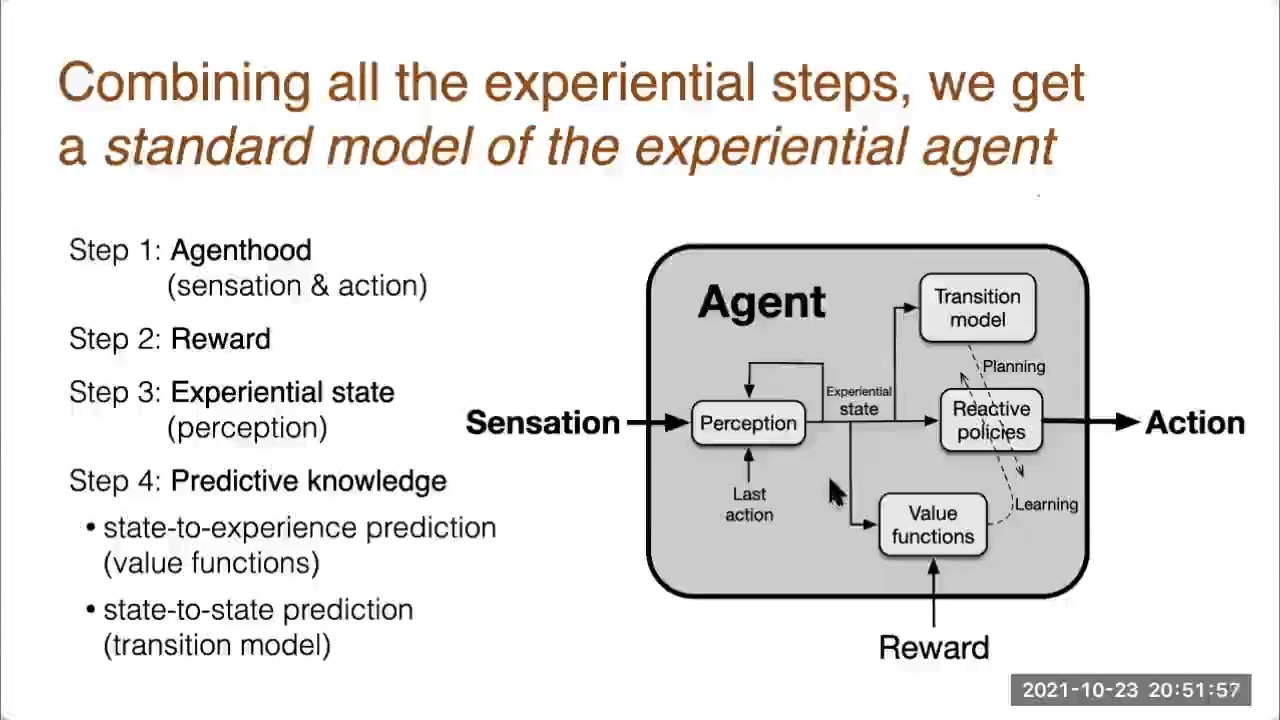 Combining all the experiential steps, we get
a standard model of the experiential agent
Step 1: Agenthood
(sensation & action)
Step 2: Reward
Step 3: Experiential state
(perception)
Step 4: Predictive knowledge
• state-to-experience prediction
(value functions)
• state-to-state prediction
(transition model)
Agent
Transition
model
Planning
Experiential
state
Sensation
Perception
Reactive
policies
Action
Last
action
Value
functions
Learning
Reward
2021-10-23 20:51:57